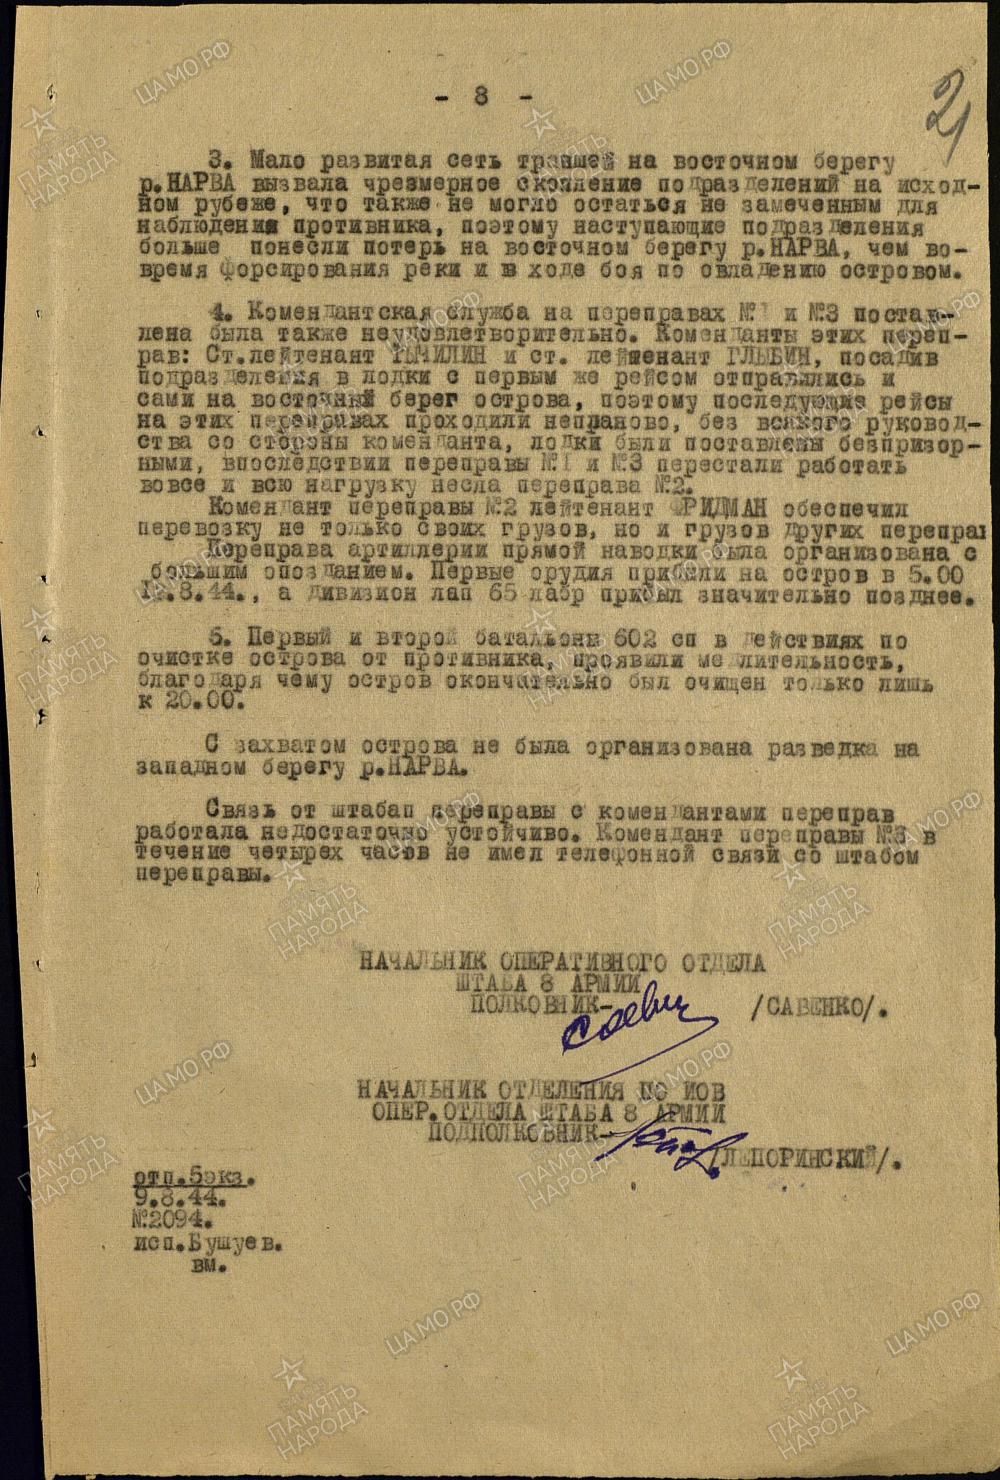 - 8 -
21
3. Мало развитая сеть траншей на восточном берегу
р.НАРВА вызвала чрезмерное скопление подразделений на исход-
ном рубеже, что также не могло остаться не замеченным для
наблюдения противника, поэтому наступающие подразделения
больше понесли потерь на восточном берегу р.НАРВА, чем во-
время форсирования реки и в ходе боя по овладению островом.
4. Комендантская служба на переправах №1 и №3 постав-
лена была также неудовлетворительно. Коменданты этих переп-
рав: Ст.лейтенант и ст. лейтенант ГЛЫБИН, посадив
подразделения в лодки с первым же рейсом отправились и
сами на восточный берег острова, поэтому последующие рейсы
на этих переправах проходили непланово, без всякого руковод-
ства со стороны коменданта, лодки были поставлены безпризор-
ными, впоследствии переправы №1 и №3 перестали работать
вовсе и всю нагрузку несла переправа №2.
Комендант переправы №2 лейтенант ФРИДМАН обеспечил
перевозку не только своих грузов, но и грузов других переправ
Переправа артиллерии прямой наводки была организована с
большим опозданием. Первые орудия прибыли на остров в 5.00
8.44., а дивизион лап 65 лабр прибыл значительно позднее.
5. Первый и второй батальоны 602 сп в действиях по
очистке острова от противника, проявили медлительность,
благодаря чему остров окончательно был очищен только лишь
к 20.00.
С захватом острова не была организована разведка на
западном берегу р.НАРВА.
Связь от штабап переправы с комендантами переправ
работала недостаточно устойчиво. Комендант переправы №3 в
течение четырех часов не имел телефонной связи со штабом
переправы.
НАЧАЛЬНИК ОПЕРАТИВНОГО ОТДЕЛА
ШТАБА 8 АРМИИ
ПОЛКОВНИК- /САВЕНКО/.
НАЧАЛЬНИК ОТДЕЛЕНИЯ ПО ИОВ
ОПЕР.ОТДЕЛА ШТАБА 8 АРМИИ
ПОДПОЛКОВНИК-
/ЛЕПОРИНСКИЙ/.
отп.5экз.
9.8.44.
№2094.
исп.Бушуев.
вм.